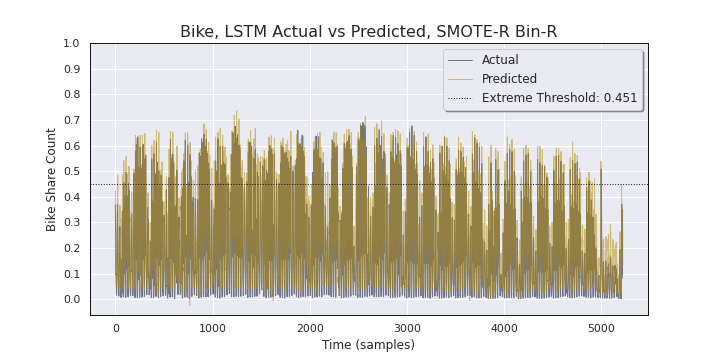 Bike, LSTM Actual vs Predicted, SMOTE-R Bin-R
1.0
0.9
0.8
0.7
0.6
0.5
0.4
0.3
0.2
0.1
0.0
Bike Share Count
Actual
Predicted
Extreme Threshold: 0.451
0 1000 2000 3000 4000 5000
Time (samples)